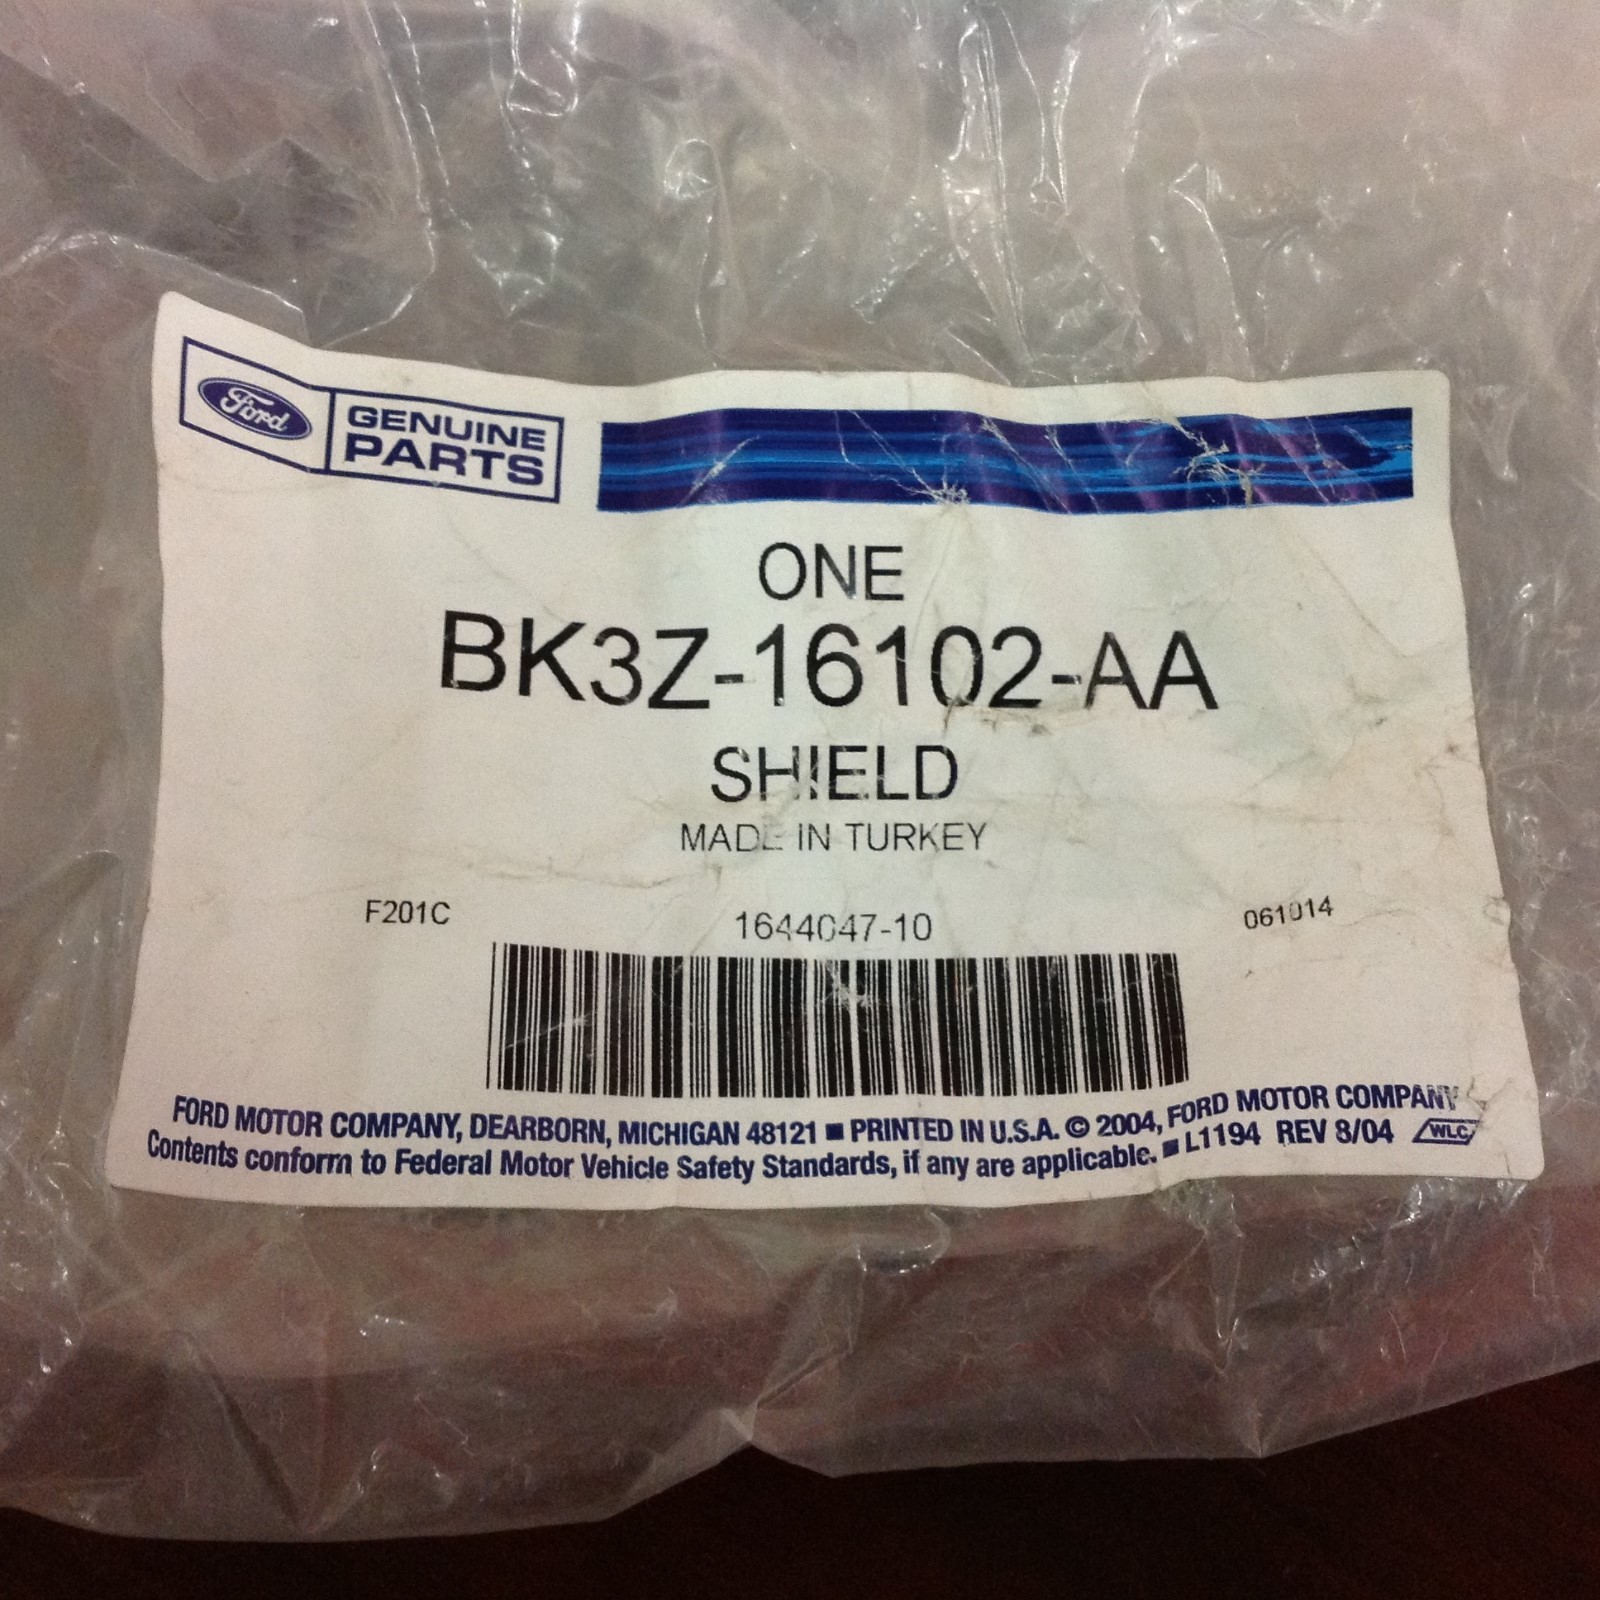 Ford GENUINE
PARTS
ONE
BK3Z-16102-AA
SHIELD
MADE IN TURKEY
F201C 1644047-10 061014
FORD MOTOR COMPANY, DEARBORN, MICHIGAN 48121 ■ PRINTED IN U.S.A. © 2004, FORD MOTOR COMPANY
Contents conform to Federal Motor Vehicle Safety Standards, if any are applicable. ■ L1194 REV 8/04 WLC